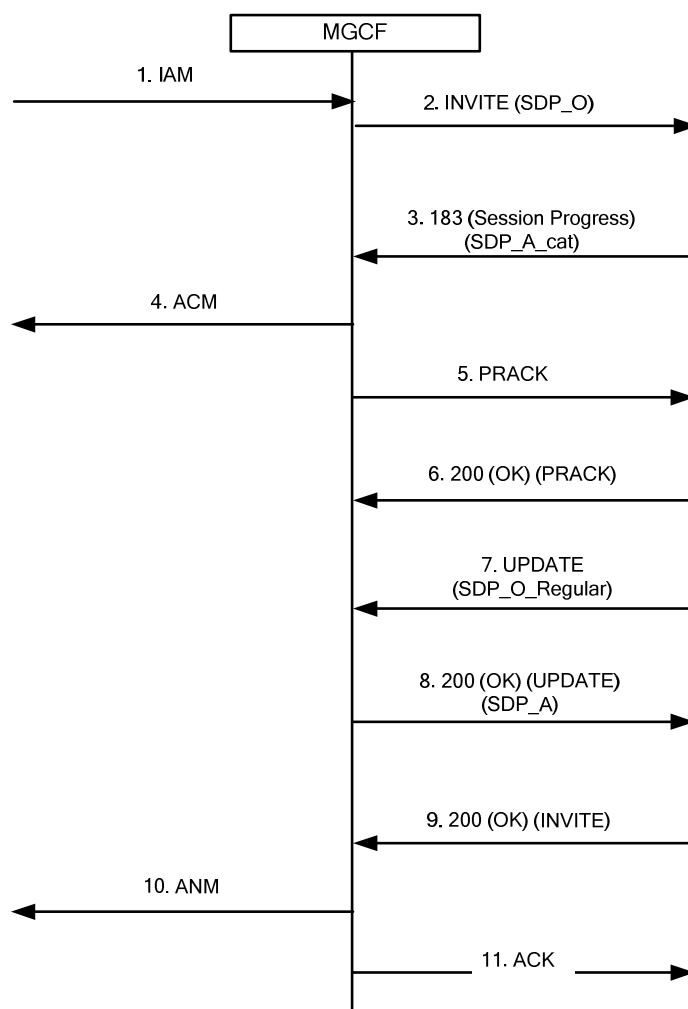 MGCF
1. IAM
2. INVITE (SDP_O)
3. 183 (Session Progress)
(SDP_A_cat)
4. ACM
5. PRACK
6. 200 (OK) (PRACK)
7. UPDATE
(SDP_O_Regular)
8. 200 (OK) (UPDATE)
(SDP_A)
9. 200 (OK) (INVITE)
10. ANM
11. ACK